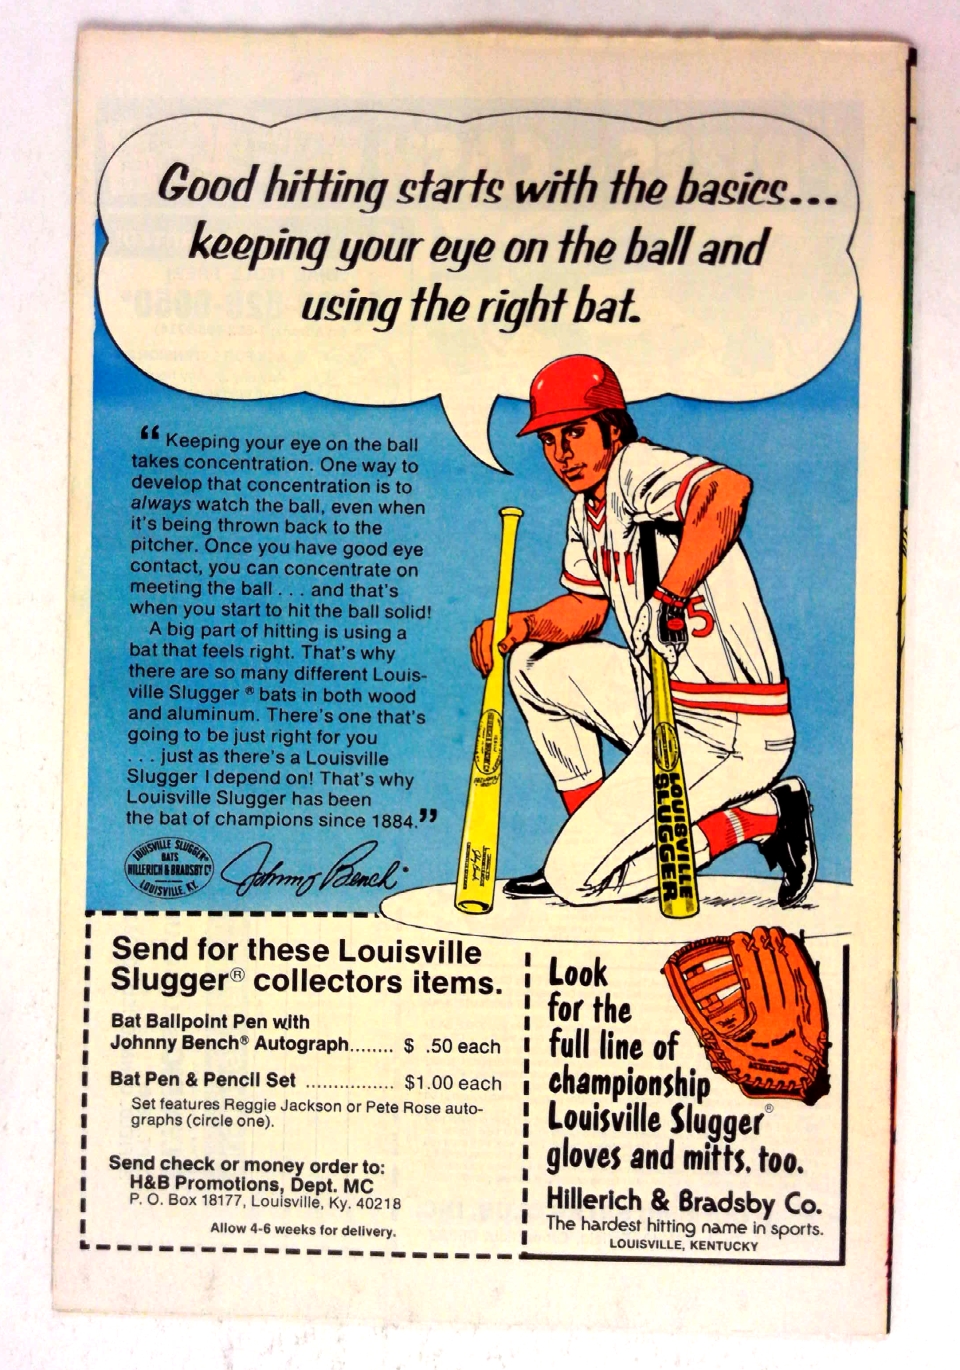 Good hitting starts with the basics...
keeping your eye on the ball and
using the right bat.
“Keeping your eye on the ball
takes concentration. One way to
develop that concentration is to
always watch the ball, even when
it's being thrown back to the
pitcher. Once you have good eye
contact, you can concentrate on
meeting the ball . . . and that's
when you start to hit the ball solid!
A big part of hitting is using a
bat that feels right. That's why
there are so many different Louis-
ville Slugger® bats in both wood
and aluminum. There's one that's
going to be just right for you
. . . just as there's a Louisville
Slugger I depend on! That's why
Louisville Slugger has been
the bat of champions since 1884.”
LOUISVILLE SLUGGER®
BATS
HILLERICH & BRADSBY Co
LOUISVILLE, KY.
Johnny Bench
5
LOUISVILLE
SLUGGER
Send for these Louisville
Slugger® collectors items.
Bat Ballpoint Pen with
Johnny Bench® Autograph........ $ .50 each
Bat Pen & Pencil Set ................ $1.00 each
Set features Reggie Jackson or Pete Rose auto-
graphs (circle one).
Send check or money order to:
H&B Promotions, Dept. MC
P. O. Box 18177, Louisville, Ky. 40218
Allow 4-6 weeks for delivery.
Look
for the
full line of
championship
Louisville Slugger®
gloves and mitts, too.
Hillerich & Bradsby Co.
The hardest hitting name in sports.
LOUISVILLE, KENTUCKY